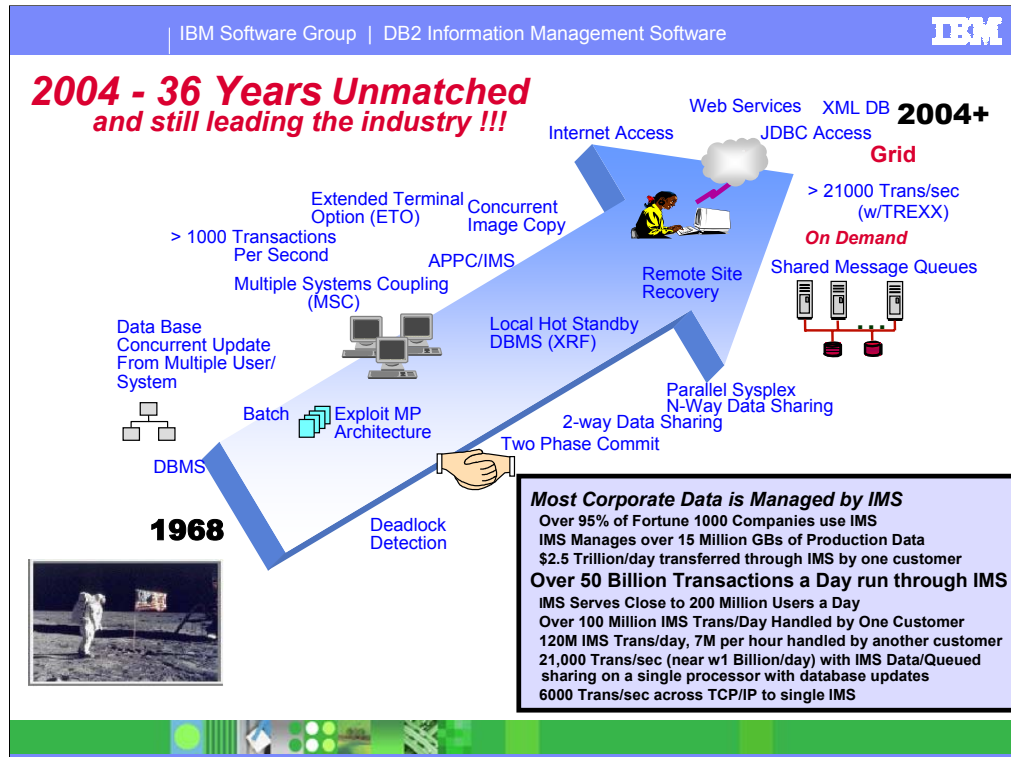 IBM Software Group | DB2 Information Management Software
IBM
2004 - 36 Years Unmatched
and still leading the industry !!!
Web Services
XML DB
2004+
Internet Access
JDBC Access
Grid
> 21000 Trans/sec
(w/TREXX)
On Demand
Shared Message Queues
Extended Terminal
Option (ETO)
Concurrent
Image Copy
> 1000 Transactions
Per Second
APPC/IMS
Multiple Systems Coupling
(MSC)
Remote Site
Recovery
Data Base
Concurrent Update
From Multiple User/
System
Local Hot Standby
DBMS (XRF)
Parallel Sysplex
N-Way Data Sharing
Batch
Exploit MP
Architecture
2-way Data Sharing
Two Phase Commit
DBMS
1968
Deadlock
Detection
Most Corporate Data is Managed by IMS
Over 95% of Fortune 1000 Companies use IMS
IMS Manages over 15 Million GBs of Production Data
$2.5 Trillion/day transferred through IMS by one customer
Over 50 Billion Transactions a Day run through IMS
IMS Serves Close to 200 Million Users a Day
Over 100 Million IMS Trans/Day Handled by One Customer
120M IMS Trans/day, 7M per hour handled by another customer
21,000 Trans/sec (near w1 Billion/day) with IMS Data/Queued
sharing on a single processor with database updates
6000 Trans/sec across TCP/IP to single IMS